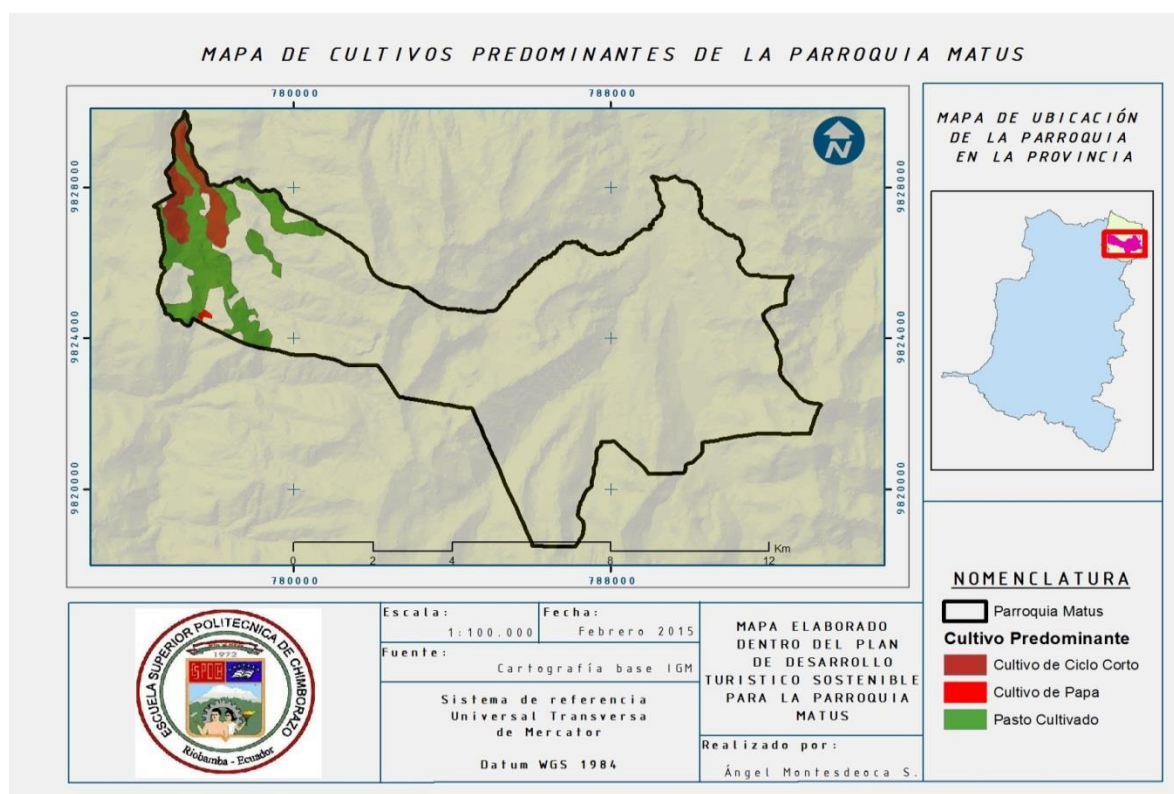 MAPA DE CULTIVOS PREDOMINANTES DE LA PARROQUIA MATUS
780000
788000
9828000
9828000
9824000
9824000
9820000
9820000
N
Km
0
2
4
8
12
780000
788000
MAPA DE UBICACIÓN
DE LA PARROQUIA
EN LA PROVINCIA
NOMENCLATURA
Parroquia Matus
Cultivo Predominante
Cultivo de Ciclo Corto
Cultivo de Papa
Pasto Cultivado
ESCUELA SUPERIOR POLITECNICA DE CHIMBORAZO
1972
Riobamba - Ecuador
Escala:
1:100.000
Fecha:
Febrero 2015
Fuente:
Cartografía base IGM
Sistema de referencia
Universal Transversa
de Mercator
Datum WGS 1984
MAPA ELABORADO
DENTRO DEL PLAN
DE DESARROLLO
TURISTICO SOSTENIBLE
PARA LA PARROQUIA
MATUS
Realizado por:
Ángel Montesdeoca S.